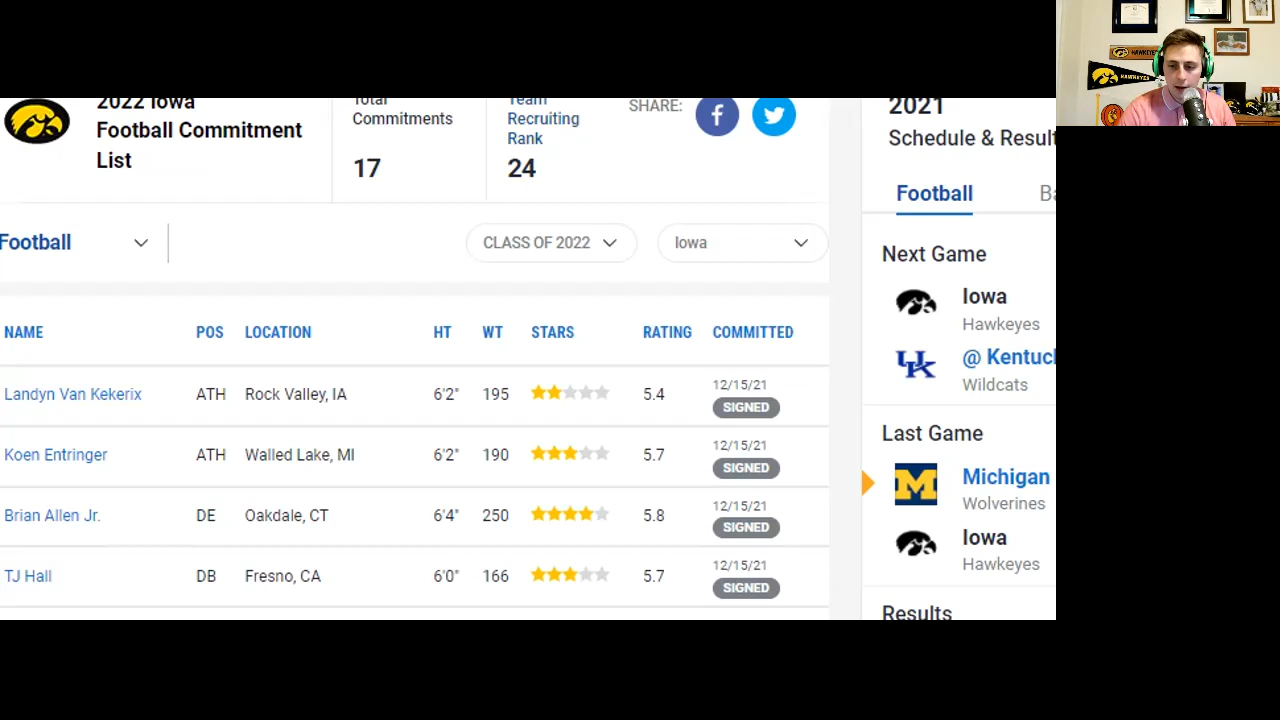 2022 Iowa
Football Commitment
List
Total
Commitments
17
Team
Recruiting
Rank
24
SHARE:
Football
CLASS OF 2022
Iowa
NAME POS LOCATION HT WT STARS RATING COMMITTED
Landyn Van Kekerix ATH Rock Valley, IA 6'2" 195 5.4 12/15/21
SIGNED
Koen Entringer ATH Walled Lake, MI 6'2" 190 5.7 12/15/21
SIGNED
Brian Allen Jr. DE Oakdale, CT 6'4" 250 5.8 12/15/21
SIGNED
TJ Hall DB Fresno, CA 6'0" 166 5.7 12/15/21
SIGNED
2021
Schedule & Result
Football Ba
Next Game
Iowa
Hawkeyes
UK
@ Kentuc
Wildcats
Last Game
M
Michigan
Wolverines
Iowa
Hawkeyes
Results
HAWKEYE
HAWKEYES